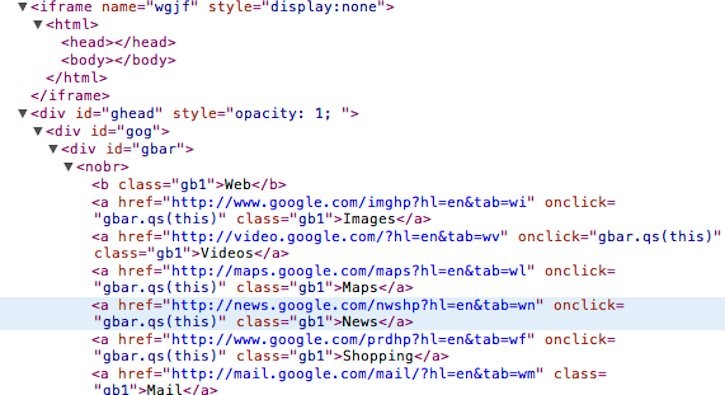 <iframe name="wgjf" style="display:none">
<html>
<head></head>
<body></body>
</html>
</iframe>
<div id="ghead" style="opacity: 1; ">
<div id="gog">
<div id="gbar">
<nobr>
<b class="gb1">Web</b>
<a href="http://www.google.com/imghp?hl=en&tab=wi" onclick=
"gbar.qs(this)" class="gb1">Images</a>
<a href="http://video.google.com/?hl=en&tab=wv" onclick="gbar.qs(this)"
class="gb1">Videos</a>
<a href="http://maps.google.com/maps?hl=en&tab=wl" onclick=
"gbar.qs(this)" class="gb1">Maps</a>
<a href="http://news.google.com/nwshp?hl=en&tab=wn" onclick=
"gbar.qs(this)" class="gb1">News</a>
<a href="http://www.google.com/prdhp?hl=en&tab=wf" onclick=
"gbar.qs(this)" class="gb1">Shopping</a>
<a href="http://mail.google.com/mail/?hl=en&tab=wm" class=
"gb1">Mail</a>